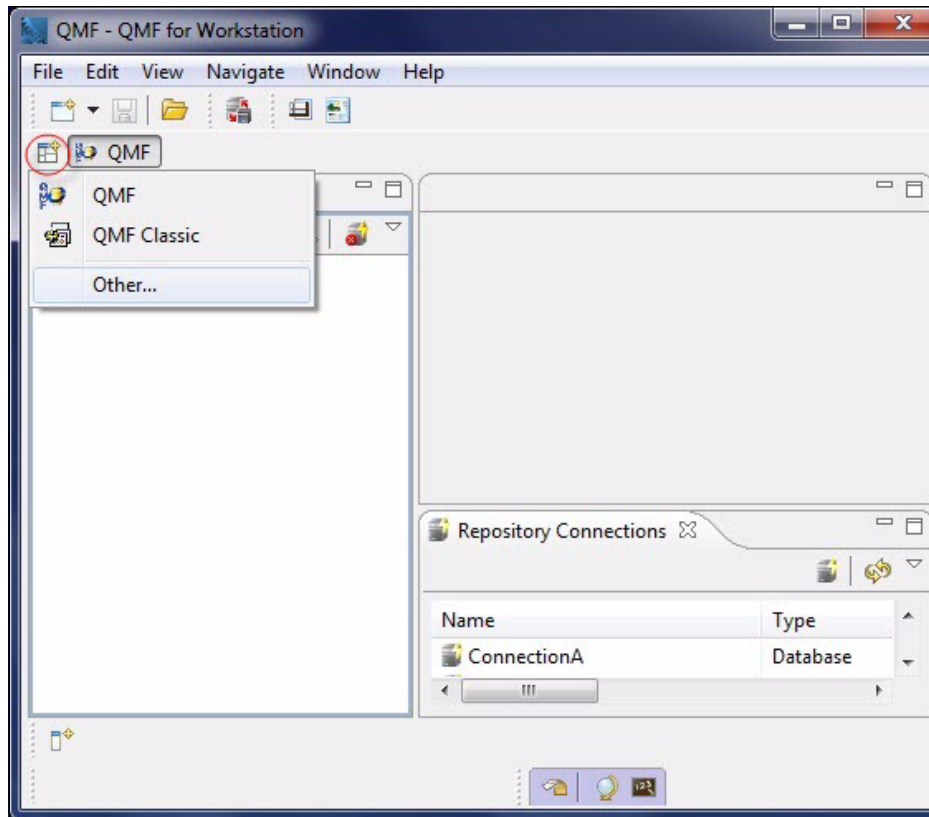 QMF - QMF for Workstation
File Edit View Navigate Window Help
QMF
QMF
QMF Classic
Other...
Repository Connections
Name Type
ConnectionA Database